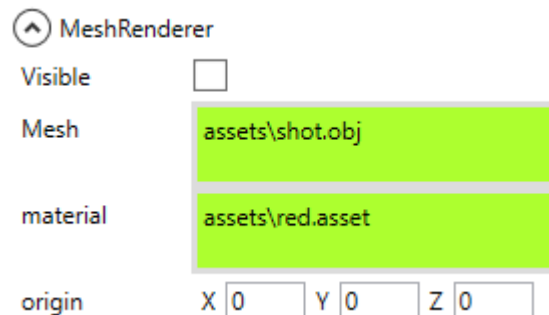 MeshRenderer
Visible
Mesh assets\shot.obj
material assets\red.asset
origin X 0 Y 0 Z 0